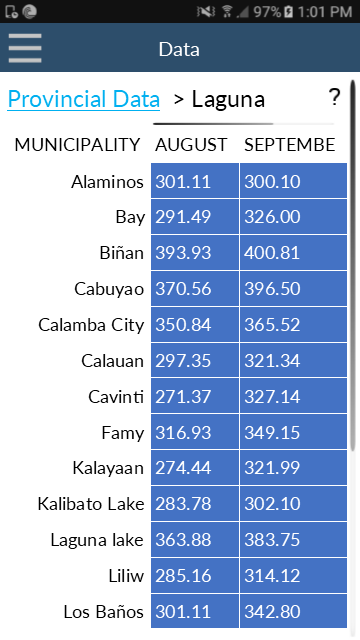 97% 1:01 PM
Data
Provincial Data > Laguna ?
MUNICIPALITY AUGUST SEPTEMBE
Alaminos 301.11 300.10
Bay 291.49 326.00
Biñan 393.93 400.81
Cabuyao 370.56 396.50
Calamba City 350.84 365.52
Calauan 297.35 321.34
Cavinti 271.37 327.14
Famy 316.93 349.15
Kalayaan 274.44 321.99
Kalibato Lake 283.78 302.10
Laguna lake 363.88 383.75
Liliw 285.16 314.12
Los Baños 301.11 342.80